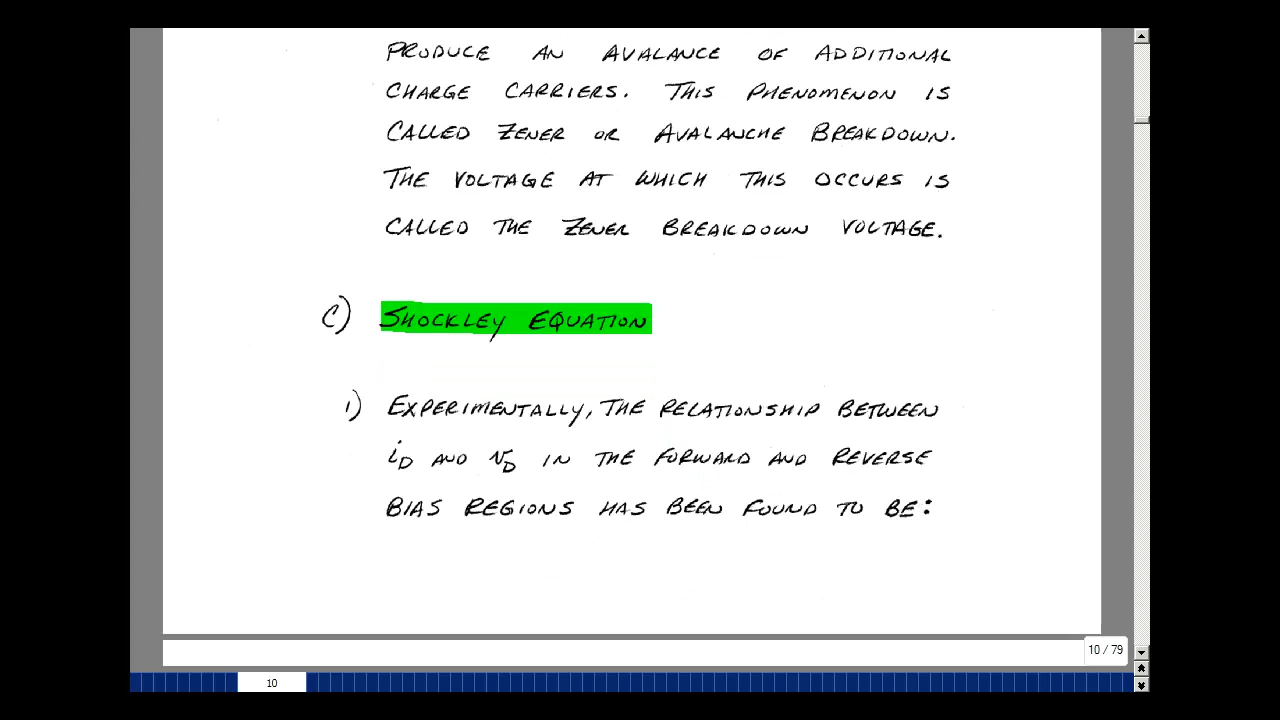 PRODUCE AN AVALANCE OF ADDITIONAL
CHARGE CARRIERS. THIS PHENOMENON IS
CALLED ZENER OR AVALANCHE BREAKDOWN.
THE VOLTAGE AT WHICH THIS OCCURS IS
CALLED THE ZENER BREAKDOWN VOLTAGE.
C) SHOCKLEY EQUATION
1) EXPERIMENTALLY, THE RELATIONSHIP BETWEEN
iD AND vD IN THE FORWARD AND REVERSE
BIAS REGIONS HAS BEEN FOUND TO BE:
10 / 79
10